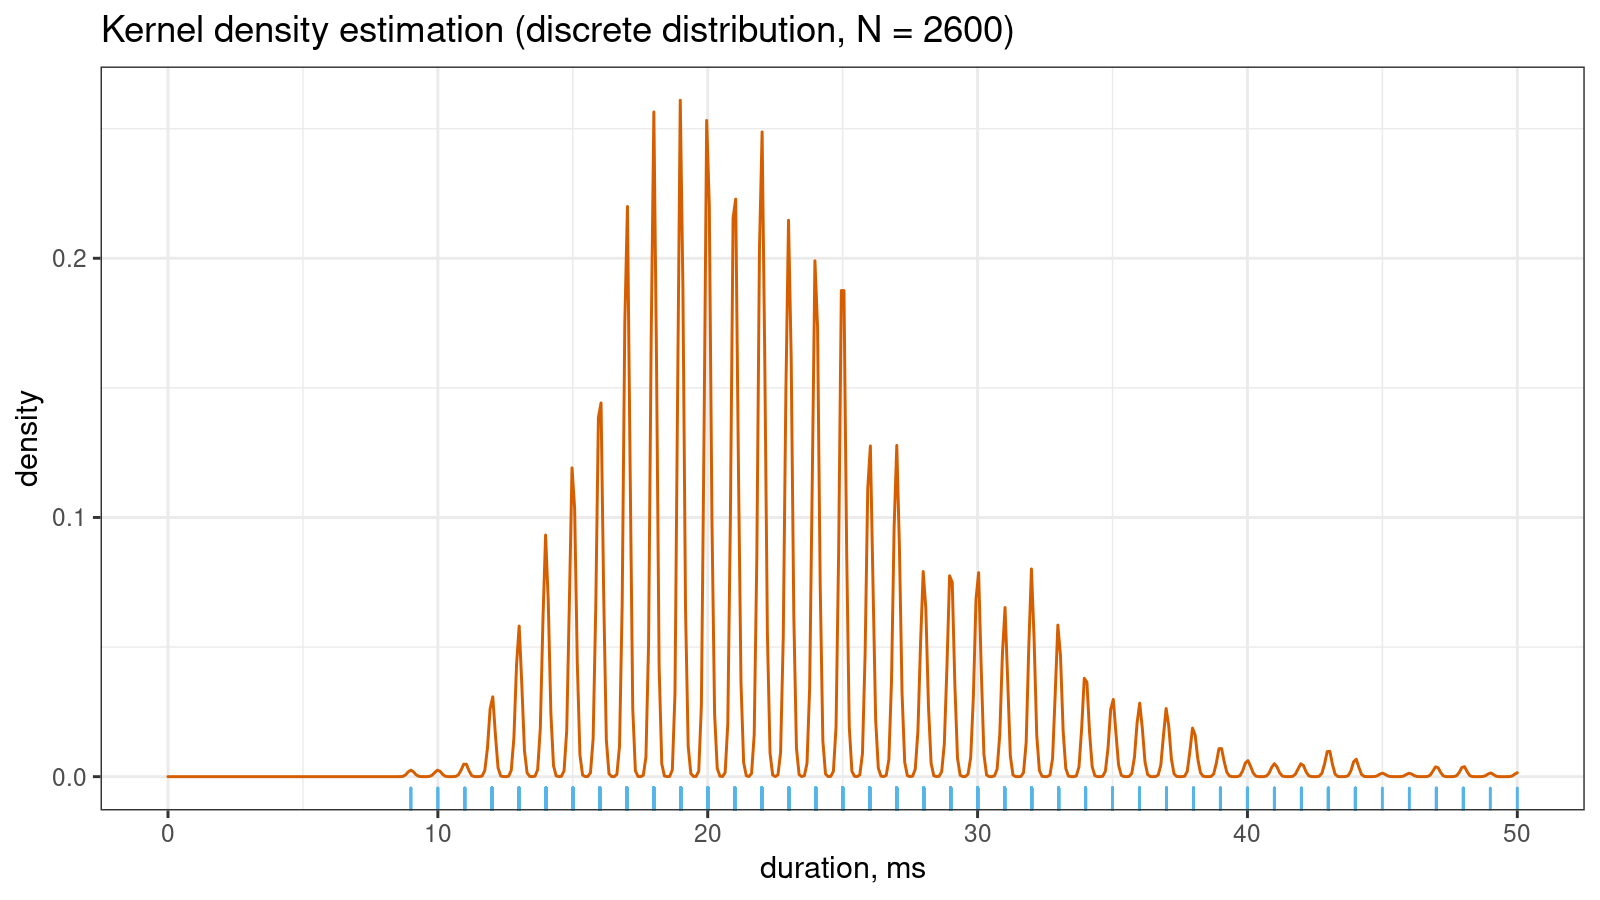 Kernel density estimation (discrete distribution, N = 2600)
density
0.2
0.1
0.0
0 10 20 30 40 50
duration, ms